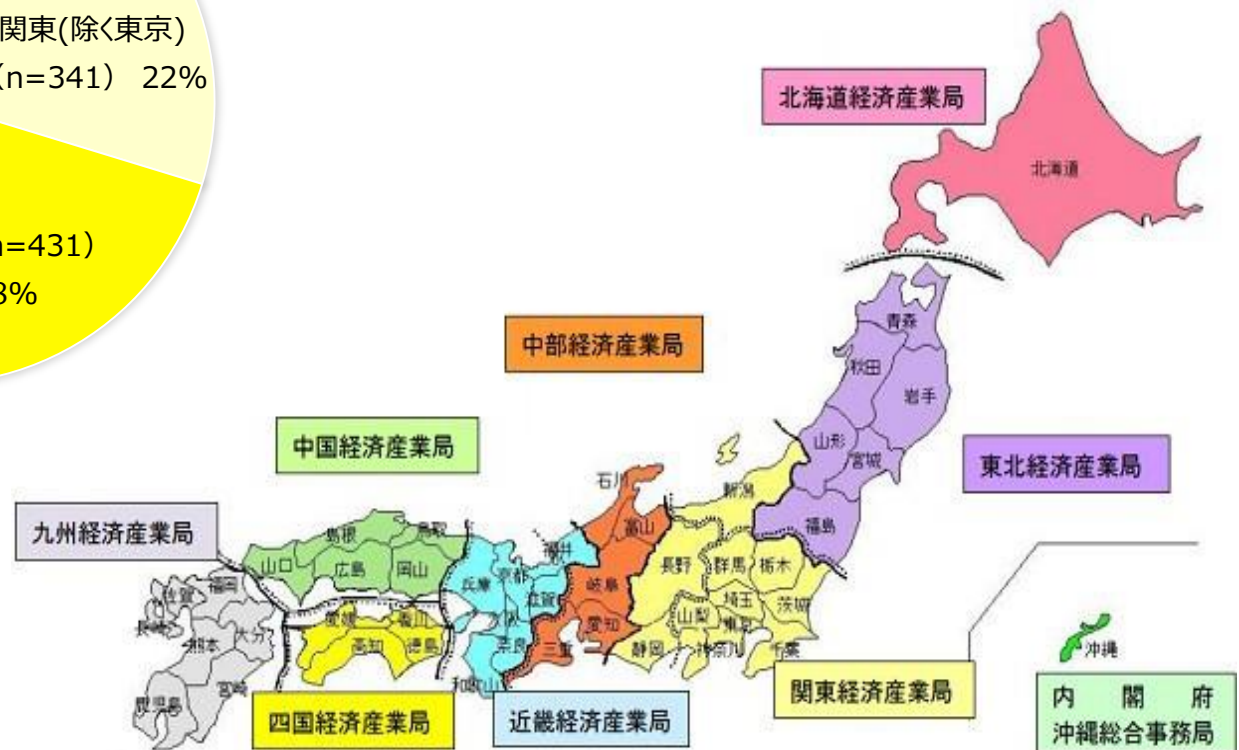 関東(除く東京)
(n=341) 22%
n=431)
%
北海道経済産業局
北海道
青森
中部経済産業局
秋田
岩手
山形
中国経済産業局
宮城
東北経済産業局
石川
新潟
富山
福島
九州経済産業局
島根
鳥取
福井
山口
広島
岡山
兵庫
京都
滋賀
岐阜
長野
群馬
栃木
佐賀
福岡
埼玉
茨城
長崎
大分
愛媛
香川
大阪
愛知
山梨
東京
熊本
高知
徳島
奈良
三重
静岡
神奈川
千葉
沖縄
宮崎
鹿児島
和歌山
関東経済産業局
四国経済産業局
近畿経済産業局
内閣府
沖縄総合事務局